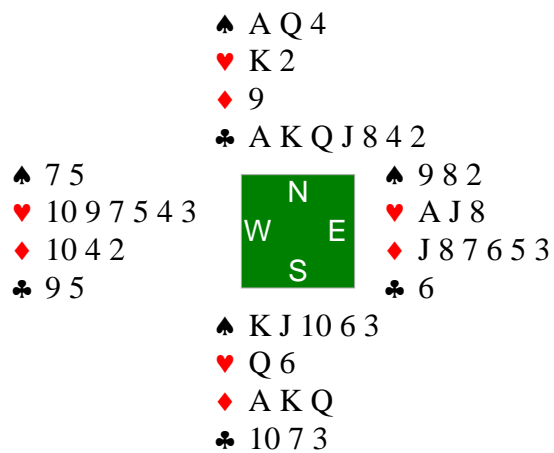 ♠ A Q 4
♥ K 2
♦ 9
♣ A K Q J 8 4 2
♠ 7 5
♥ 10 9 7 5 4 3
♦ 10 4 2
♣ 9 5
N
W E
S
♠ 9 8 2
♥ A J 8
♦ J 8 7 6 5 3
♣ 6
♠ K J 10 6 3
♥ Q 6
♦ A K Q
♣ 10 7 3